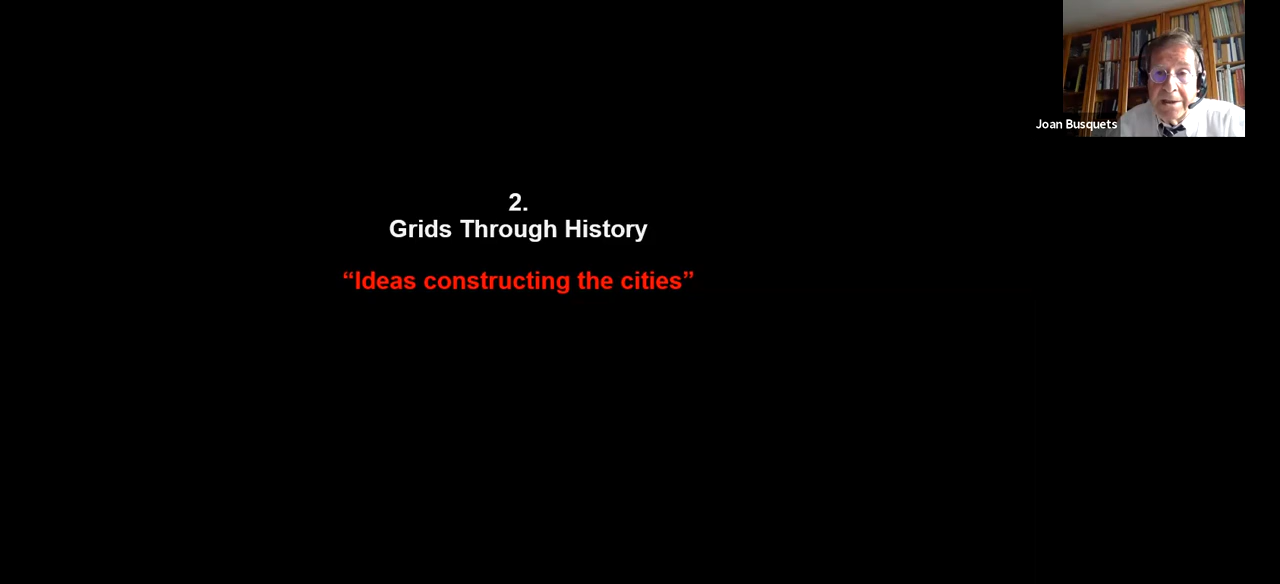 Joan Busquets
2.
Grids Through History
“Ideas constructing the cities”